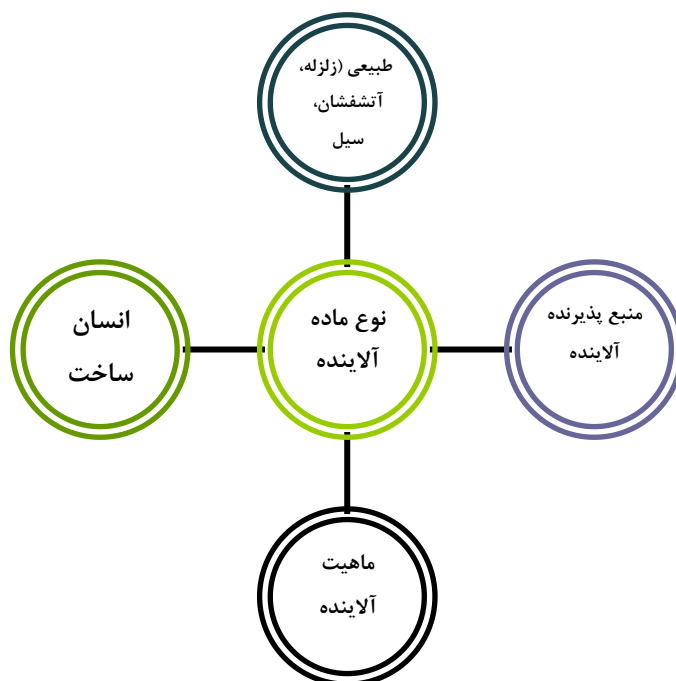 طبیعی (زلزله،
آتشفشان،
سیل
منبع پذیرنده
آلاینده
نوع ماده
آلاینده
انسان
ساخت
ماهیت
آلاینده